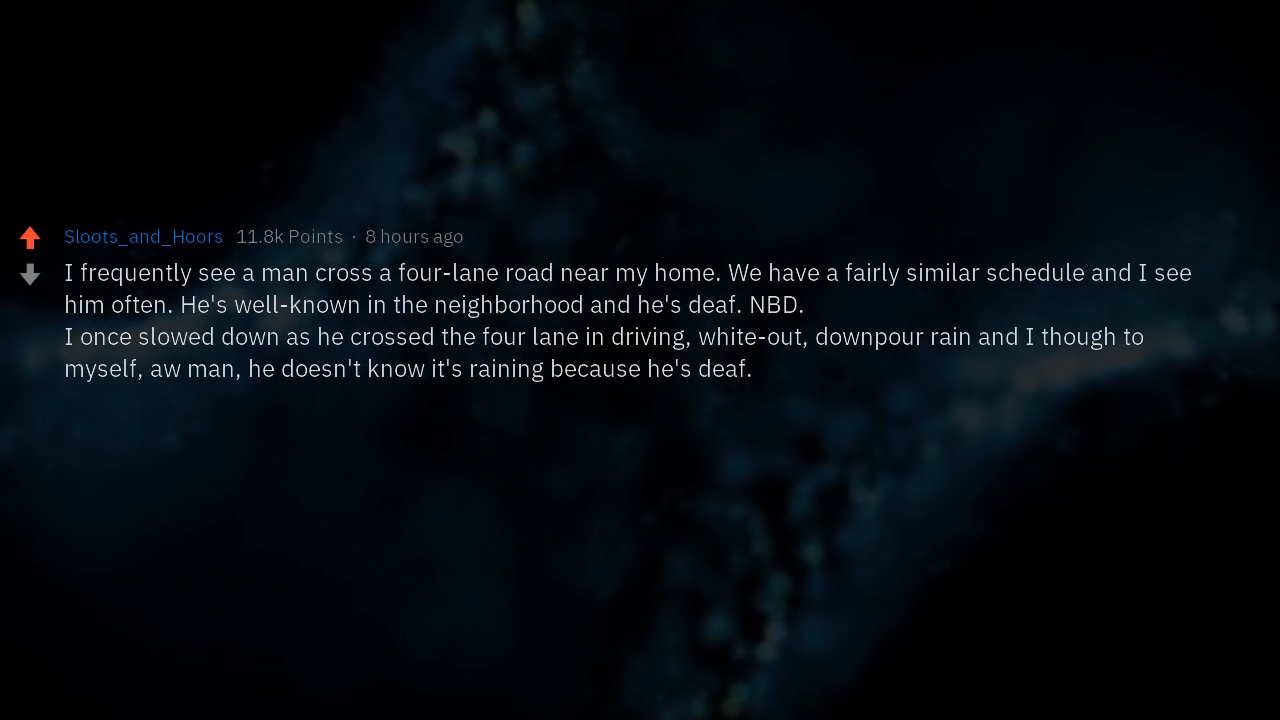 Sloots_and_Hoors 11.8k Points · 8 hours ago
I frequently see a man cross a four-lane road near my home. We have a fairly similar schedule and I see
him often. He's well-known in the neighborhood and he's deaf. NBD.
I once slowed down as he crossed the four lane in driving, white-out, downpour rain and I though to
myself, aw man, he doesn't know it's raining because he's deaf.